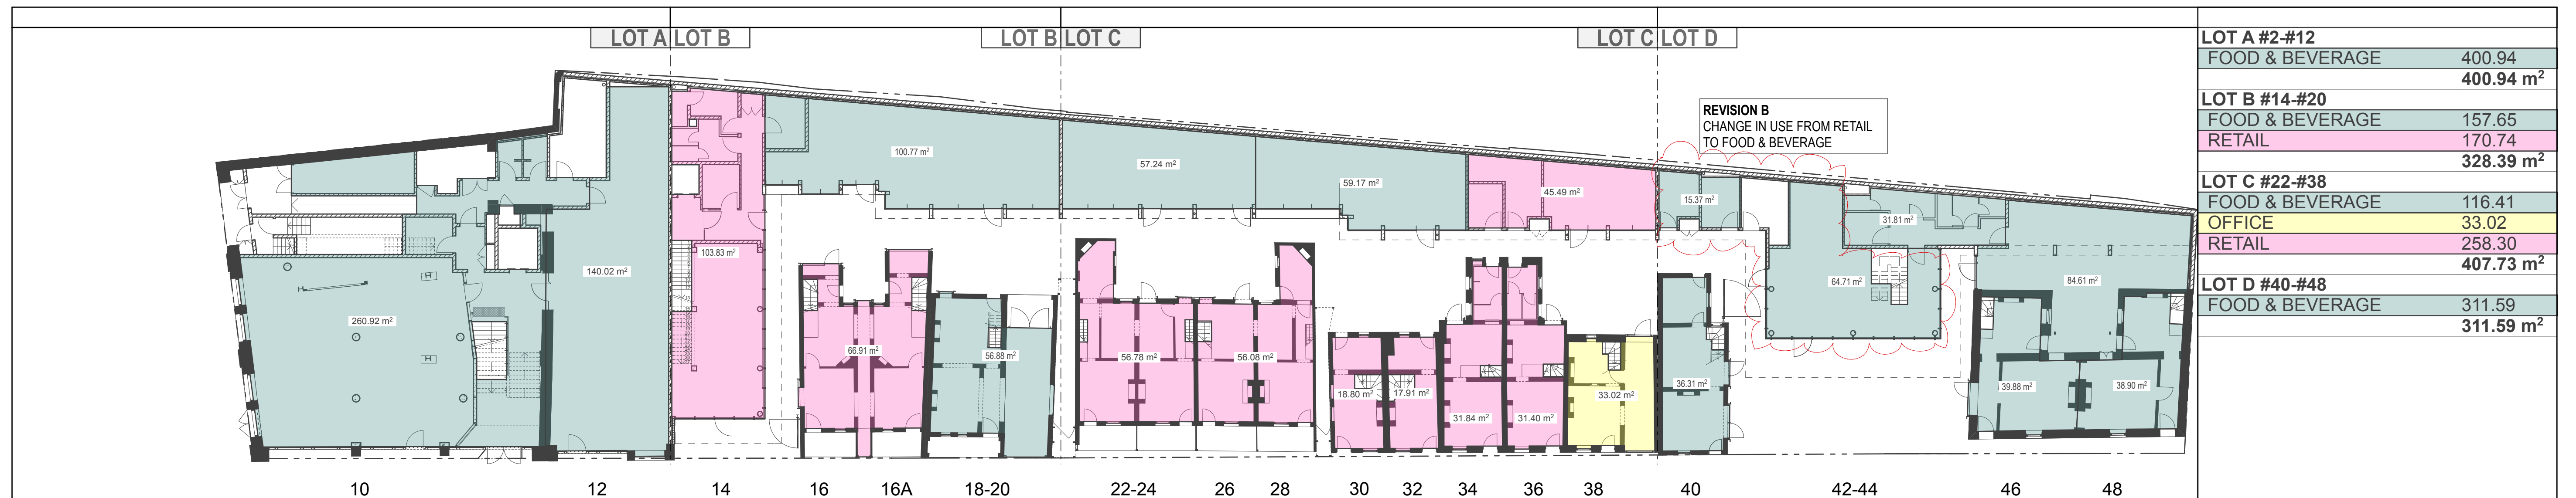 LOT A LOT B
LOT B LOT C
LOT C LOT D
REVISION B
CHANGE IN USE FROM RETAIL
TO FOOD & BEVERAGE
100.77 m²
57.24 m²
59.17 m²
45.49 m²
15.37 m²
31.81 m²
103.83 m²
140.02 m²
64.71 m²
84.61 m²
260.92 m²
66.91 m²
56.88 m²
56.78 m²
56.08 m²
18.80 m²
17.91 m²
31.84 m²
31.40 m²
33.02 m²
36.31 m²
39.88 m²
38.90 m²
H
H
10 12 14 16 16A 18-20 22-24 26 28 30 32 34 36 38 40 42-44 46 48
LOT A #2-#12
FOOD & BEVERAGE 400.94
400.94 m²
LOT B #14-#20
FOOD & BEVERAGE 157.65
RETAIL 170.74
328.39 m²
LOT C #22-#38
FOOD & BEVERAGE 116.41
OFFICE 33.02
RETAIL 258.30
407.73 m²
LOT D #40-#48
FOOD & BEVERAGE 311.59
311.59 m²